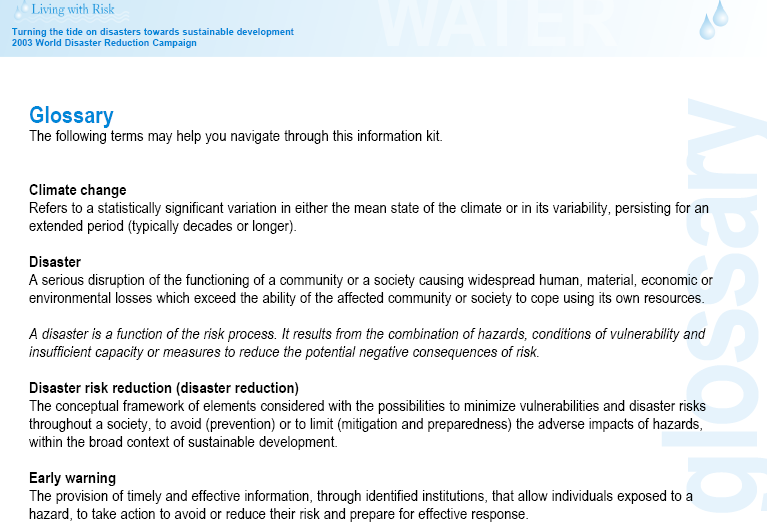 Living with Risk
WATER
Turning the tide on disasters towards sustainable development
2003 World Disaster Reduction Campaign
Glossary
The following terms may help you navigate through this information kit.
Climate change
Refers to a statistically significant variation in either the mean state of the climate or in its variability, persisting for an
extended period (typically decades or longer).
Disaster
A serious disruption of the functioning of a community or a society causing widespread human, material, economic or
environmental losses which exceed the ability of the affected community or society to cope using its own resources.
A disaster is a function of the risk process. It results from the combination of hazards, conditions of vulnerability and
insufficient capacity or measures to reduce the potential negative consequences of risk.
Disaster risk reduction (disaster reduction)
The conceptual framework of elements considered with the possibilities to minimize vulnerabilities and disaster risks
throughout a society, to avoid (prevention) or to limit (mitigation and preparedness) the adverse impacts of hazards,
within the broad context of sustainable development.
Early warning
The provision of timely and effective information, through identified institutions, that allow individuals exposed to a
hazard, to take action to avoid or reduce their risk and prepare for effective response.
glossary